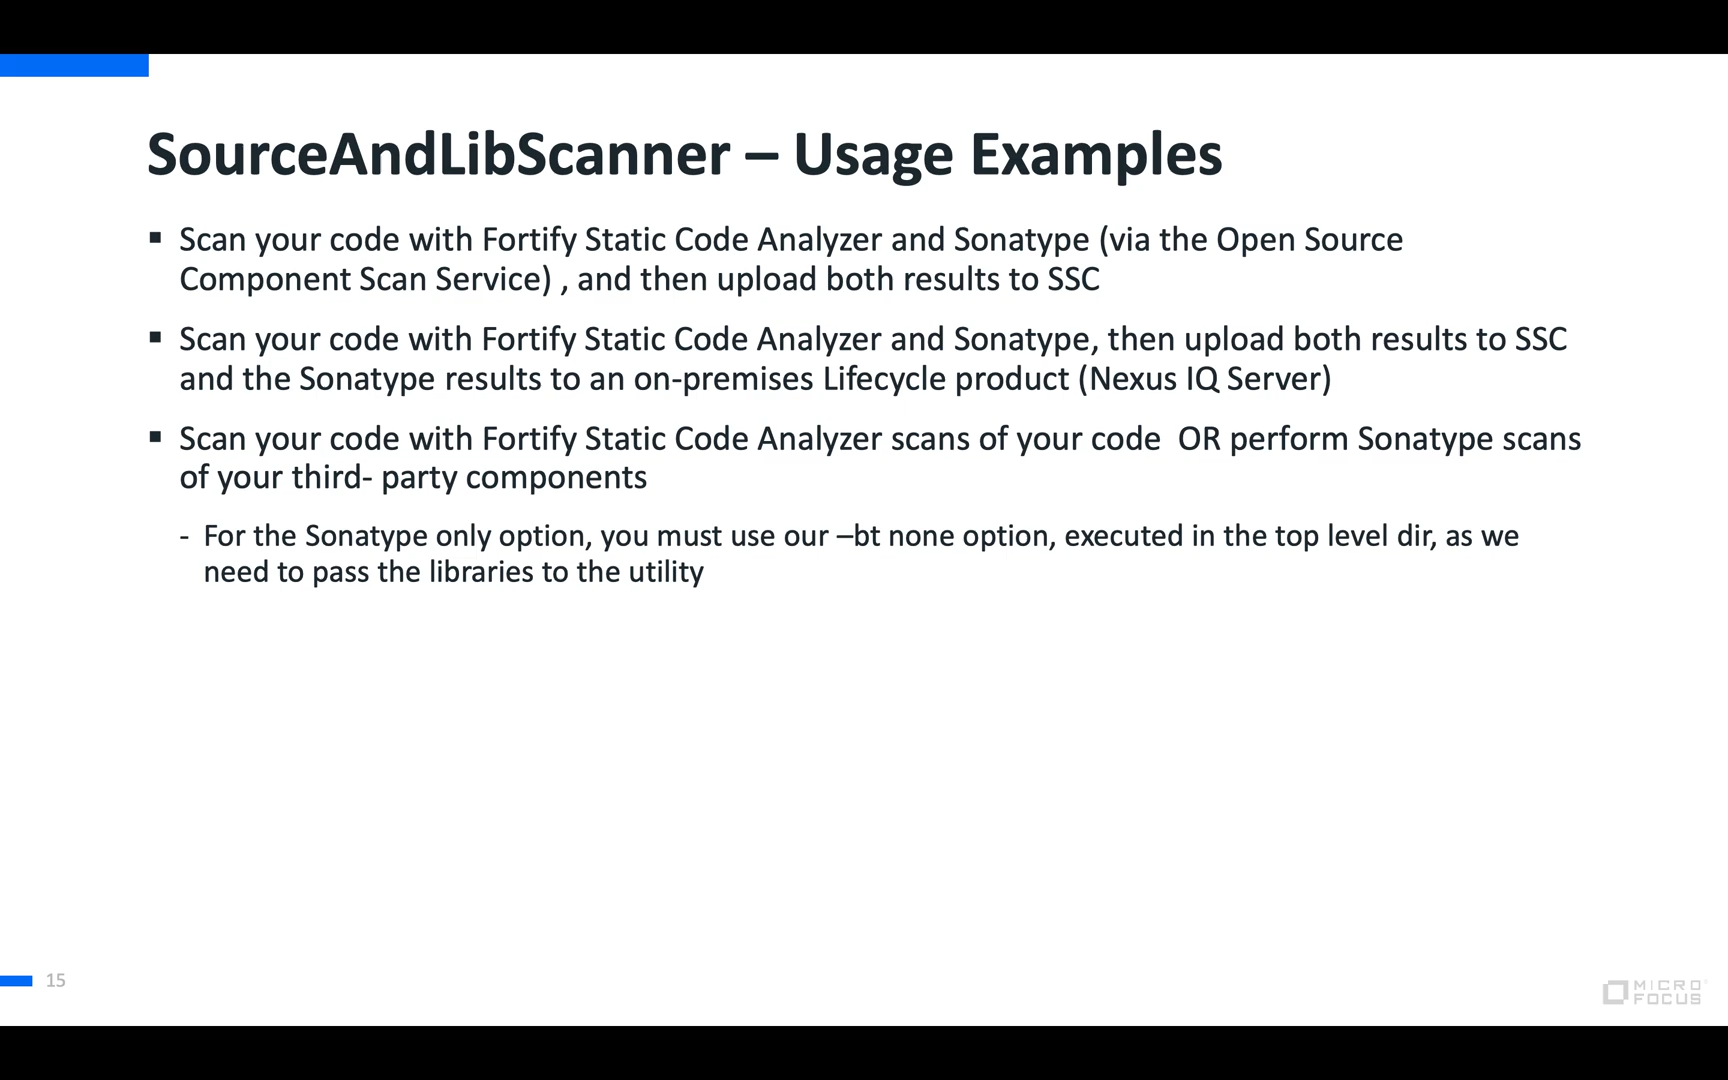 SourceAndLibScanner – Usage Examples
▪ Scan your code with Fortify Static Code Analyzer and Sonatype (via the Open Source
Component Scan Service) , and then upload both results to SSC
▪ Scan your code with Fortify Static Code Analyzer and Sonatype, then upload both results to SSC
and the Sonatype results to an on-premises Lifecycle product (Nexus IQ Server)
▪ Scan your code with Fortify Static Code Analyzer scans of your code  OR perform Sonatype scans
of your third- party components
- For the Sonatype only option, you must use our –bt none option, executed in the top level dir, as we
need to pass the libraries to the utility
15
MICRO
FOCUS